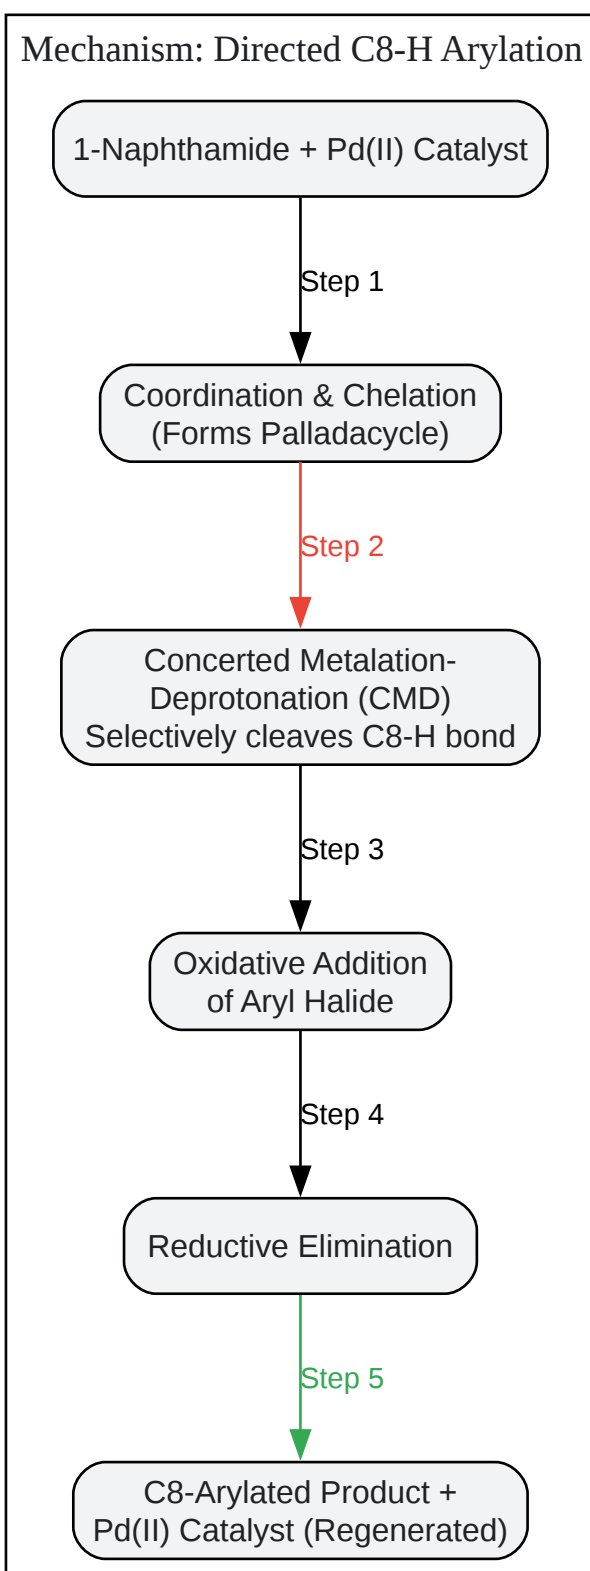 Mechanism: Directed C8-H Arylation
1-Naphthamide + Pd(II) Catalyst
Step 1
Coordination & Chelation
(Forms Palladacycle)
Step 2
Concerted Metalation-
Deprotonation (CMD)
Selectively cleaves C8-H bond
Step 3
Oxidative Addition
of Aryl Halide
Step 4
Reductive Elimination
Step 5
C8-Arylated Product +
Pd(II) Catalyst (Regenerated)